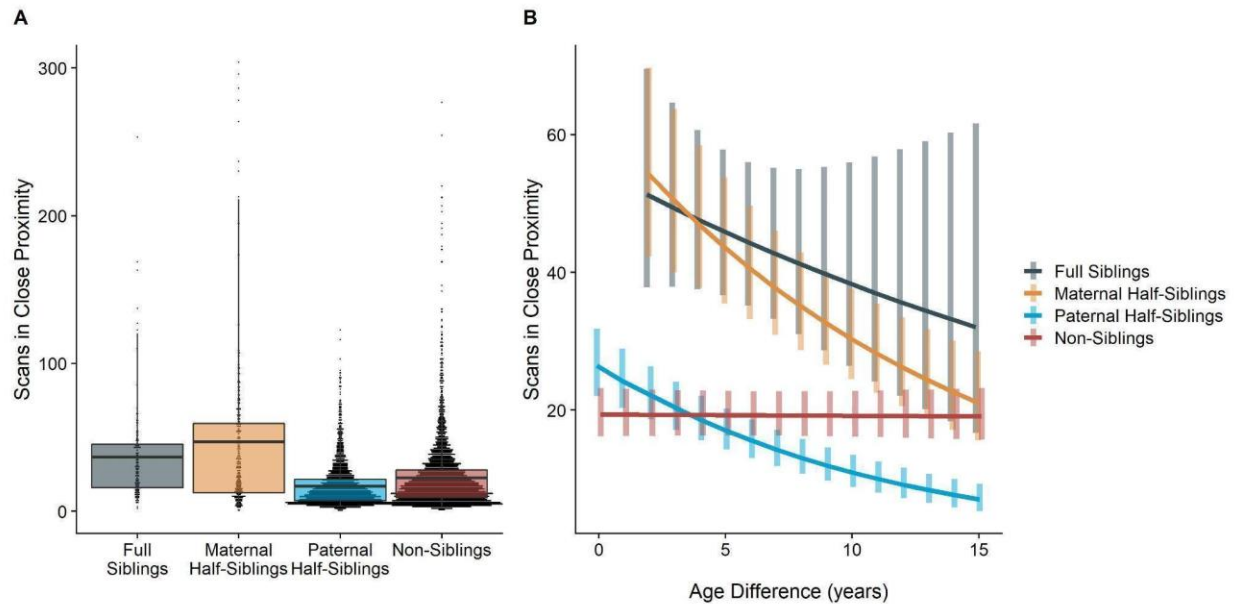 A
B
Scans in Close Proximity
300
200
100
0
Full
Siblings
Maternal
Half-Siblings
Paternal
Half-Siblings
Non-Siblings
Scans in Close Proximity
60
40
20
0
5
10
15
Age Difference (years)
Full Siblings
Maternal Half-Siblings
Paternal Half-Siblings
Non-Siblings